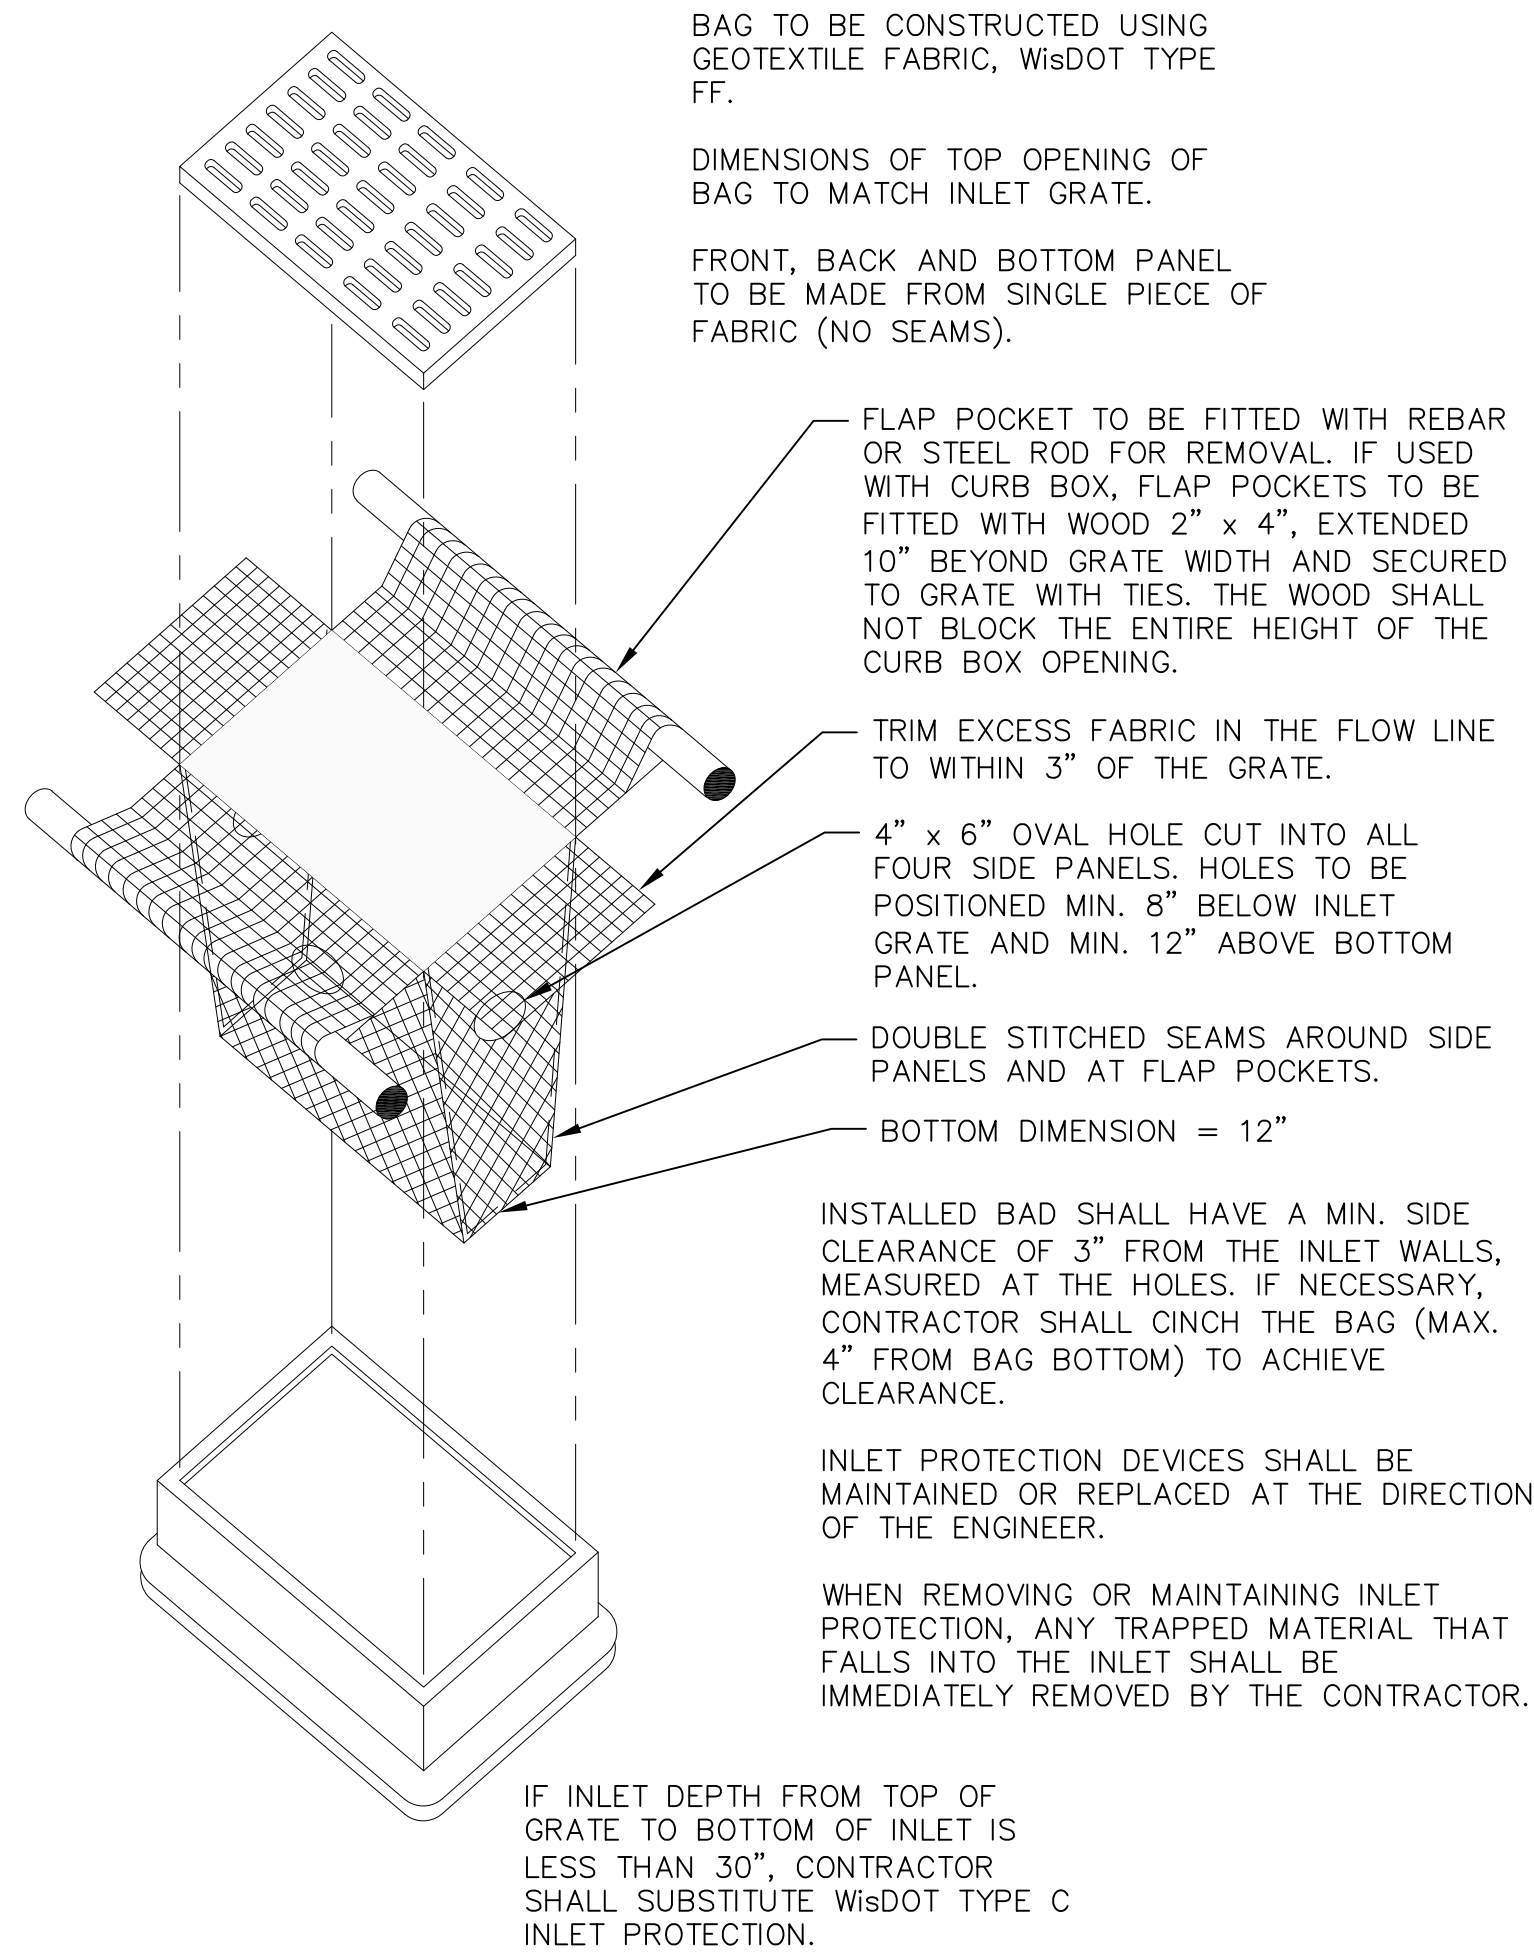 BAG TO BE CONSTRUCTED USING
GEOTEXTILE FABRIC, WisDOT TYPE
FF.
DIMENSIONS OF TOP OPENING OF
BAG TO MATCH INLET GRATE.
FRONT, BACK AND BOTTOM PANEL
TO BE MADE FROM SINGLE PIECE OF
FABRIC (NO SEAMS).
FLAP POCKET TO BE FITTED WITH REBAR
OR STEEL ROD FOR REMOVAL. IF USED
WITH CURB BOX, FLAP POCKETS TO BE
FITTED WITH WOOD 2” x 4”, EXTENDED
10” BEYOND GRATE WIDTH AND SECURED
TO GRATE WITH TIES. THE WOOD SHALL
NOT BLOCK THE ENTIRE HEIGHT OF THE
CURB BOX OPENING.
TRIM EXCESS FABRIC IN THE FLOW LINE
TO WITHIN 3” OF THE GRATE.
4” x 6” OVAL HOLE CUT INTO ALL
FOUR SIDE PANELS. HOLES TO BE
POSITIONED MIN. 8” BELOW INLET
GRATE AND MIN. 12” ABOVE BOTTOM
PANEL.
DOUBLE STITCHED SEAMS AROUND SIDE
PANELS AND AT FLAP POCKETS.
BOTTOM DIMENSION = 12”
INSTALLED BAD SHALL HAVE A MIN. SIDE
CLEARANCE OF 3” FROM THE INLET WALLS,
MEASURED AT THE HOLES. IF NECESSARY,
CONTRACTOR SHALL CINCH THE BAG (MAX.
4” FROM BAG BOTTOM) TO ACHIEVE
CLEARANCE.
INLET PROTECTION DEVICES SHALL BE
MAINTAINED OR REPLACED AT THE DIRECTION
OF THE ENGINEER.
WHEN REMOVING OR MAINTAINING INLET
PROTECTION, ANY TRAPPED MATERIAL THAT
FALLS INTO THE INLET SHALL BE
IMMEDIATELY REMOVED BY THE CONTRACTOR.
IF INLET DEPTH FROM TOP OF
GRATE TO BOTTOM OF INLET IS
LESS THAN 30”, CONTRACTOR
SHALL SUBSTITUTE WisDOT TYPE C
INLET PROTECTION.